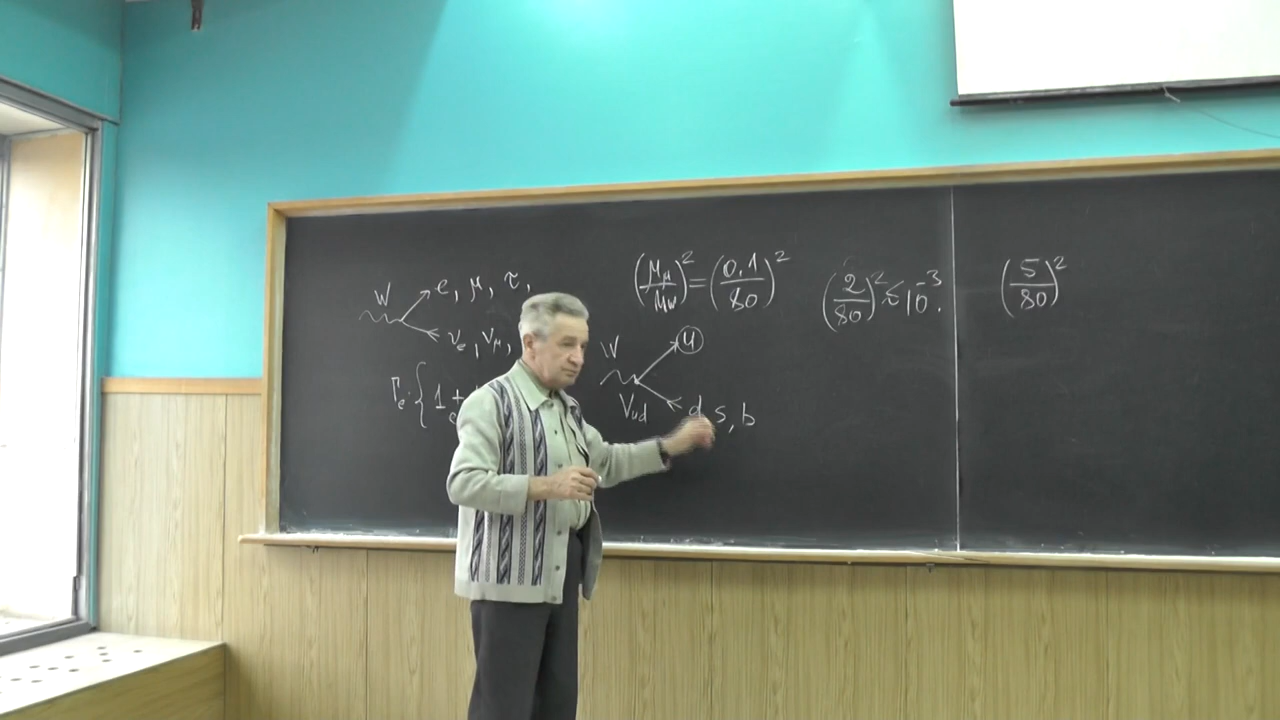 W e, μ, τ,
ν_e, ν_μ,
Γ_e · { 1 +
e
(M_μ / M_W)² = (0,1 / 80)²
(2 / 80)² ≲ 10⁻³.
(5 / 80)²
W u
V_ud d, s, b